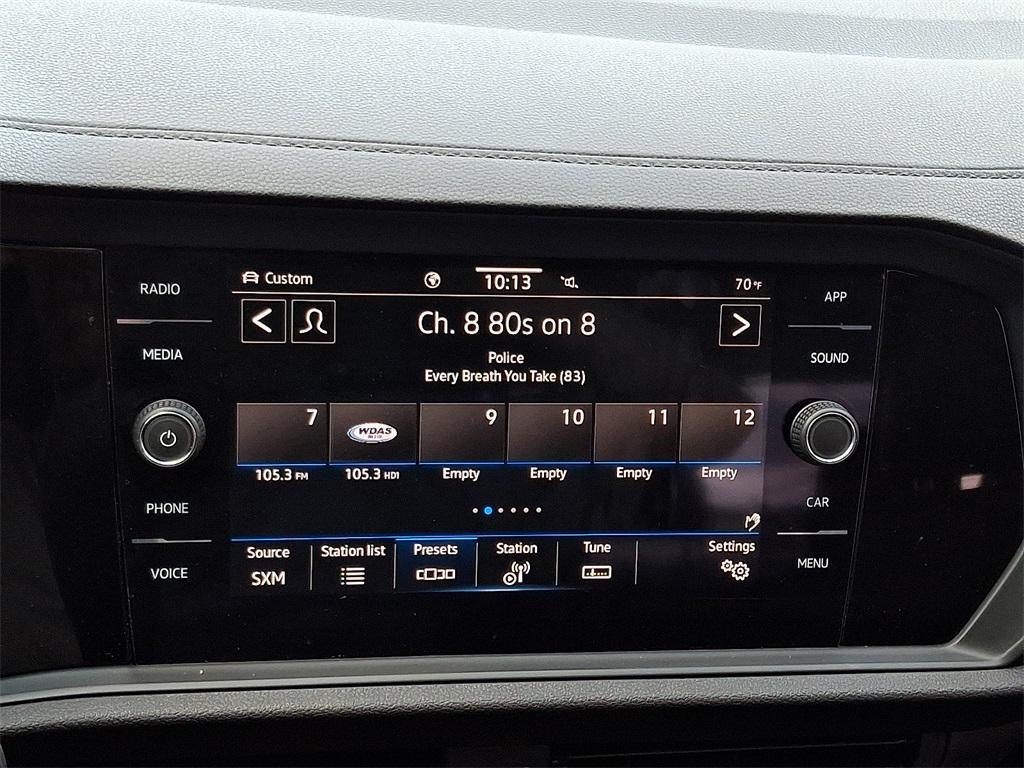 RADIO
MEDIA
PHONE
VOICE
Custom
10:13
70°F
Ch. 8 80s on 8
Police
Every Breath You Take (83)
7
WDAS
9
10
11
12
105.3 FM
105.3 HD1
Empty
Empty
Empty
Empty
Source
SXM
Station list
Presets
Station
Tune
Settings
APP
SOUND
CAR
MENU